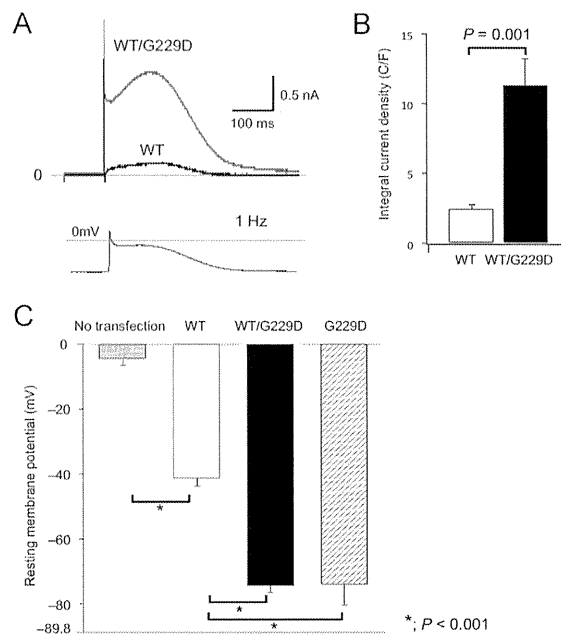 A
WT/G229D
0.5 nA
100 ms
WT
0
0mV
1 Hz
B
P = 0.001
Integral current density (C/F)
15
10
5
0
WT WT/G229D
C
No transfection WT WT/G229D G229D
Resting membrane potential (mV)
0
−20
−40
−60
−80
−89.8
*
*
*
*; P < 0.001